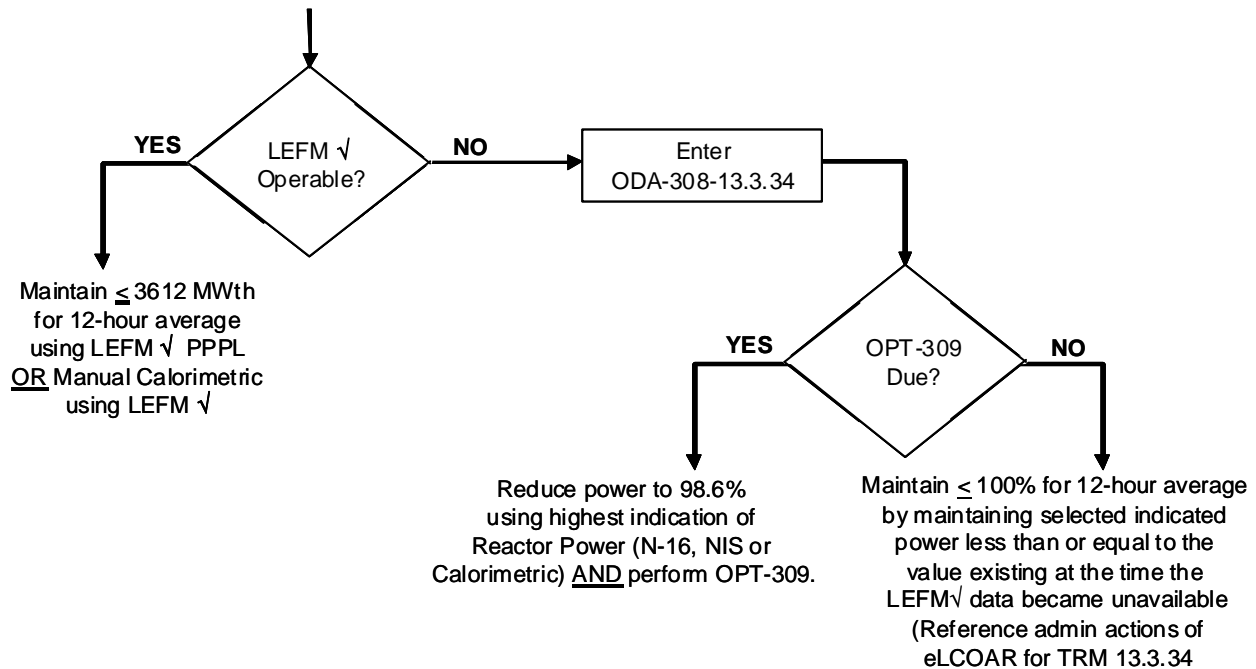 LEFM √
Operable?
YES
NO
Enter
ODA-308-13.3.34
Maintain ≤ 3612 MWth
for 12-hour average
using LEFM √ PPPL
OR Manual Calorimetric
using LEFM √
OPT-309
Due?
YES
NO
Reduce power to 98.6%
using highest indication of
Reactor Power (N-16, NIS or
Calorimetric) AND perform OPT-309.
Maintain ≤ 100% for 12-hour average
by maintaining selected indicated
power less than or equal to the
value existing at the time the
LEFM√ data became unavailable
(Reference admin actions of
eLCOAR for TRM 13.3.34